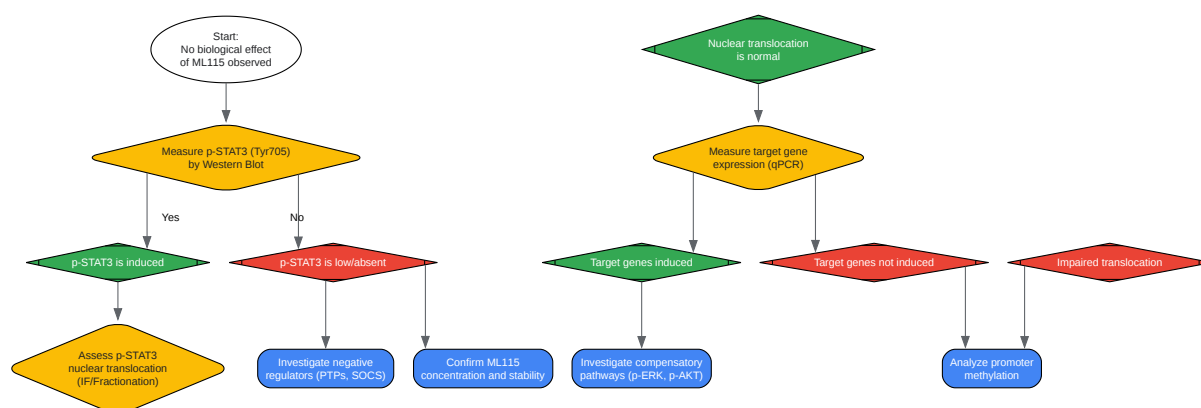 Start:
No biological effect
of ML115 observed
Nuclear translocation
is normal
Measure p-STAT3 (Tyr705)
by Western Blot
Measure target gene
expression (qPCR)
Yes
No
p-STAT3 is induced
p-STAT3 is low/absent
Target genes induced
Target genes not induced
Impaired translocation
Assess p-STAT3
nuclear translocation
(IF/Fractionation)
Investigate negative
regulators (PTPs, SOCS)
Confirm ML115
concentration and stability
Investigate compensatory
pathways (p-ERK, p-AKT)
Analyze promoter
methylation